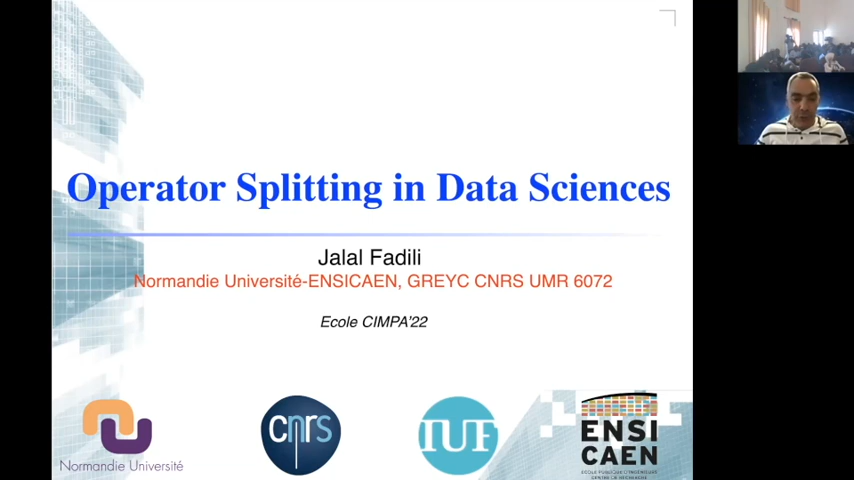 Operator Splitting in Data Sciences
Jalal Fadili
Normandie Université-ENSICAEN, GREYC CNRS UMR 6072
Ecole CIMPA'22
Normandie Université
cnrs
IUF
ENSI
CAEN